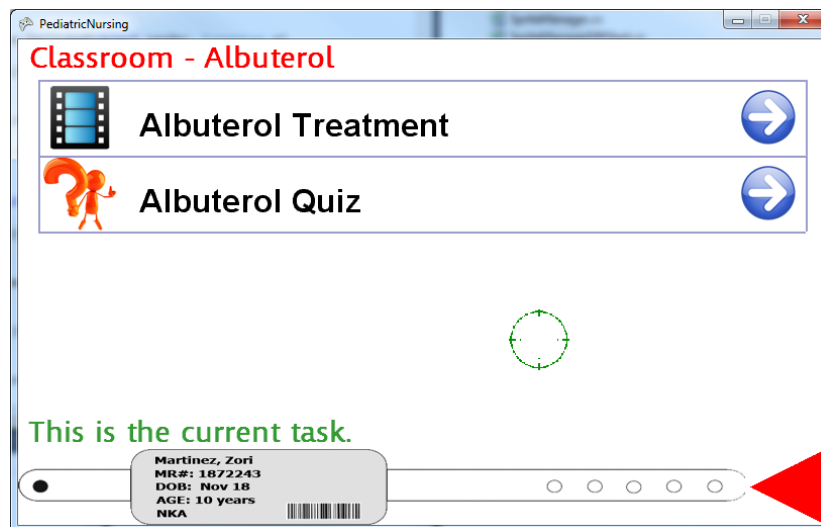 PediatricNursing
Classroom - Albuterol
Albuterol Treatment
Albuterol Quiz
This is the current task.
Martinez, Zori
MR#: 1872243
DOB: Nov 18
AGE: 10 years
NKA